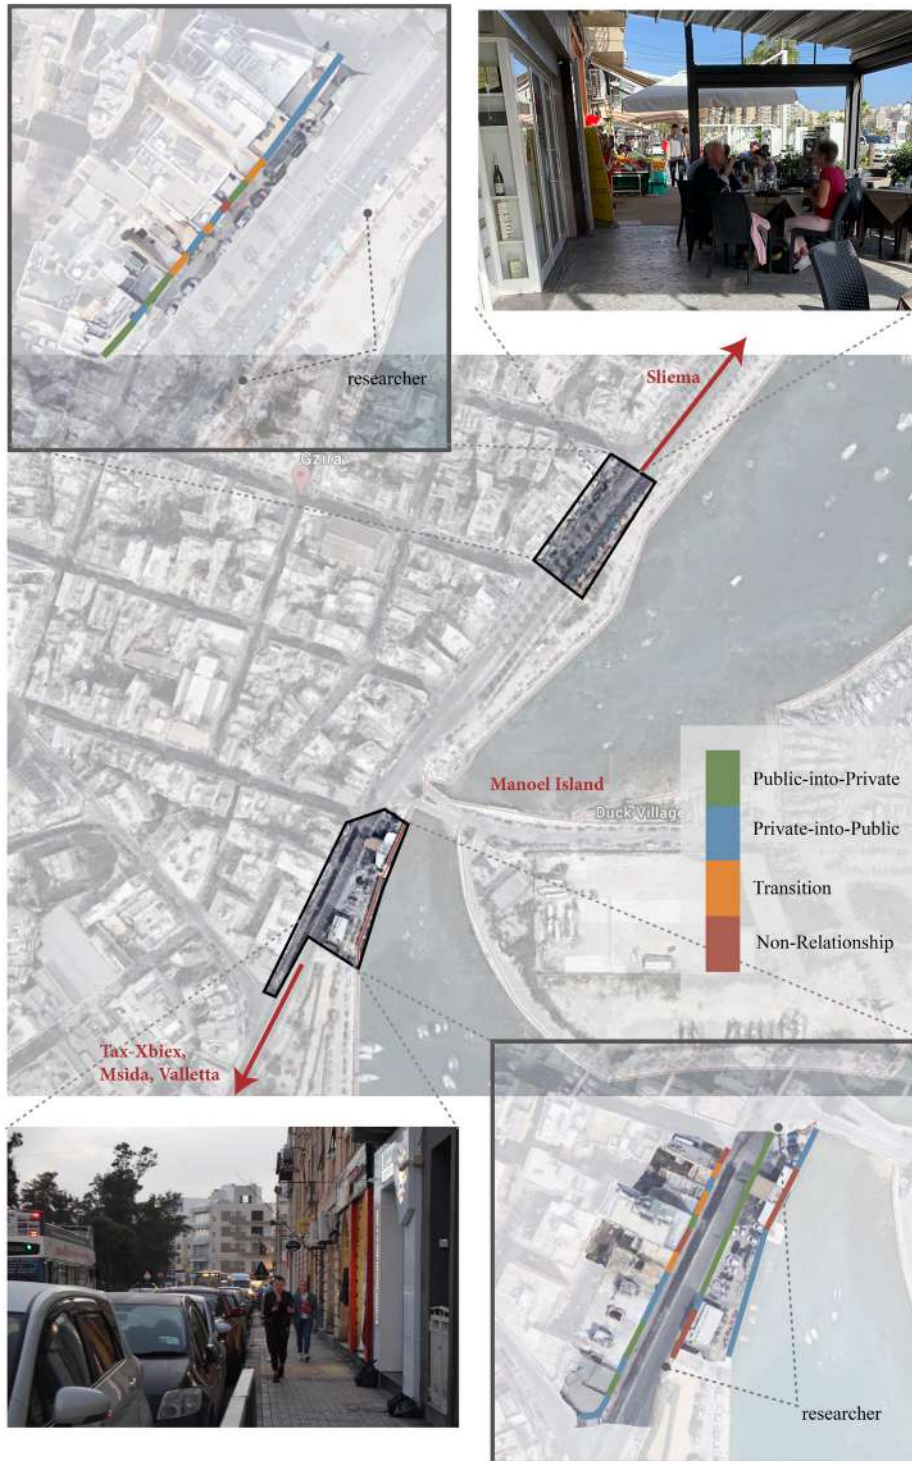 researcher
Sliema
Gzira
Manoel Island
Duck Village
Public-into-Private
Private-into-Public
Transition
Non-Relationship
Tax-Xbiex,
Msida, Valletta
researcher